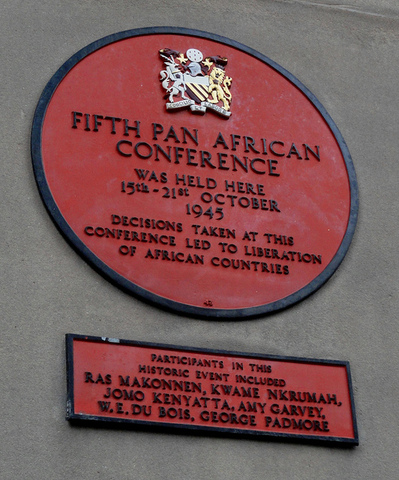 FIFTH PAN AFRICAN
CONFERENCE
WAS HELD HERE
15th - 21st OCTOBER
1945
DECISIONS TAKEN AT THIS
CONFERENCE LED TO LIBERATION
OF AFRICAN COUNTRIES
PARTICIPANTS IN THIS
HISTORIC EVENT INCLUDED
RAS MAKONNEN, KWAME NKRUMAH,
JOMO KENYATTA, AMY GARVEY,
W.E. DU BOIS, GEORGE PADMORE